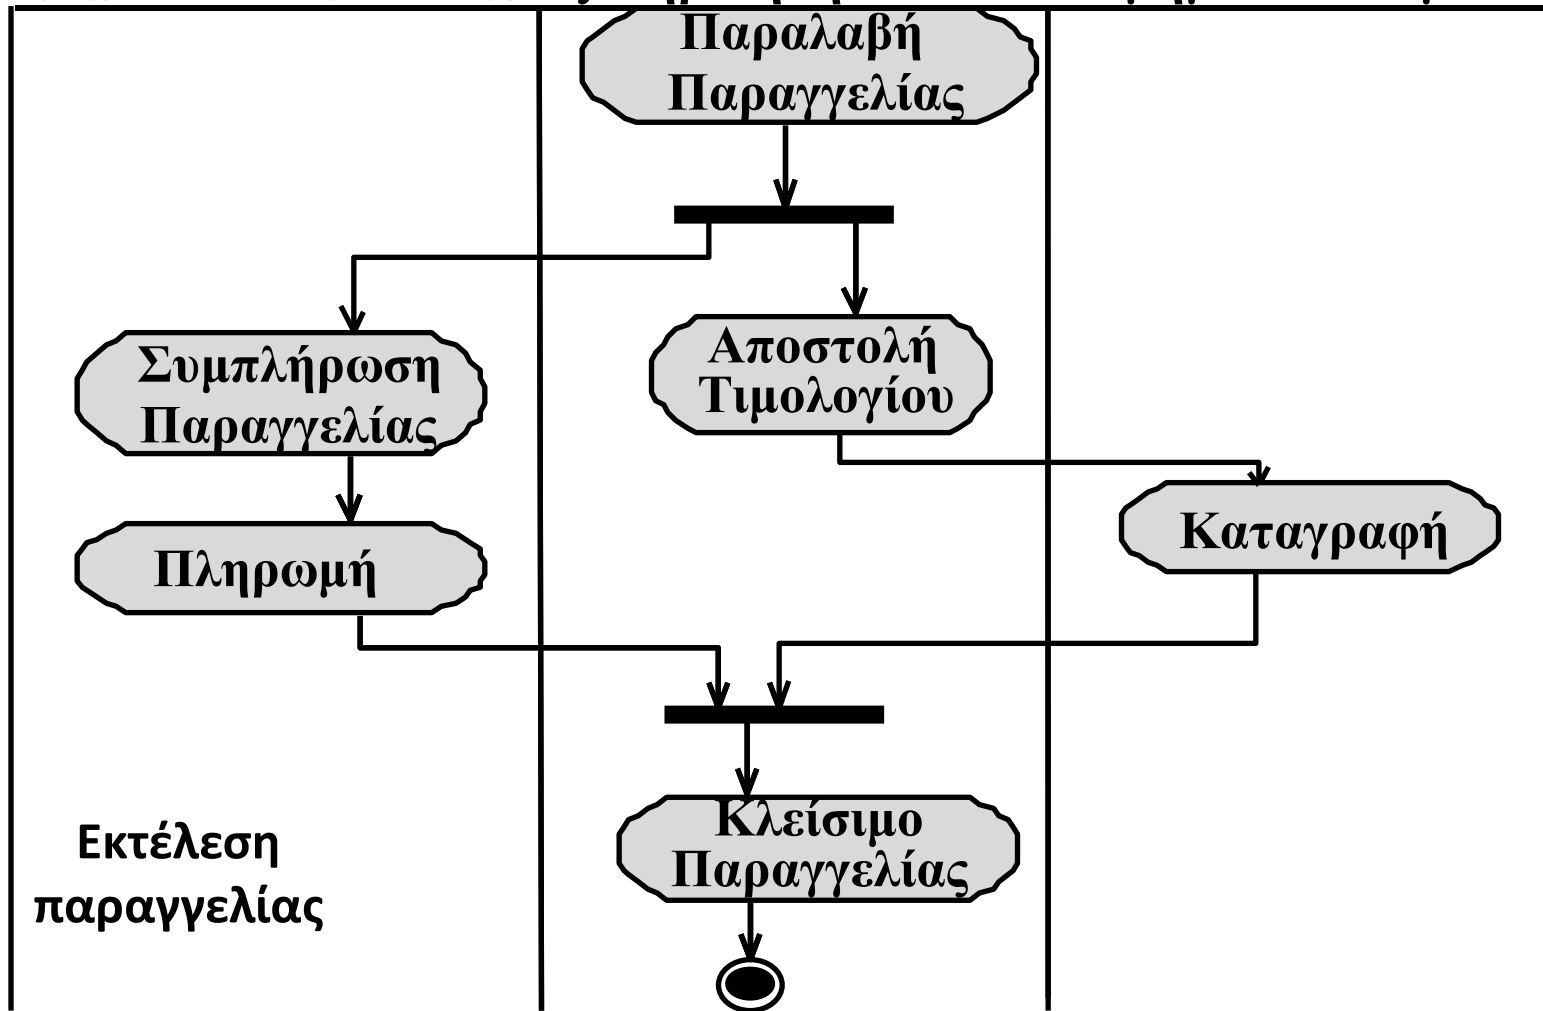 Παραλαβή
Παραγγελίας
Συμπλήρωση
Παραγγελίας
Αποστολή
Τιμολογίου
Πληρωμή
Καταγραφή
Κλείσιμο
Παραγγελίας
Εκτέλεση
παραγγελίας